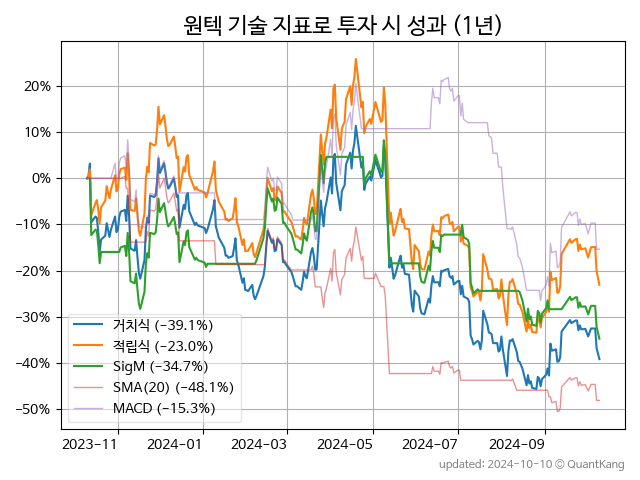 원텍 기술 지표로 투자 시 성과 (1년)
20%
10%
0%
−10%
−20%
−30%
−40%
−50%
거치식 (−39.1%)
적립식 (−23.0%)
SigM (−34.7%)
SMA(20) (−48.1%)
MACD (−15.3%)
2023-11
2024-01
2024-03
2024-05
2024-07
2024-09
updated: 2024-10-10 © QuantKang